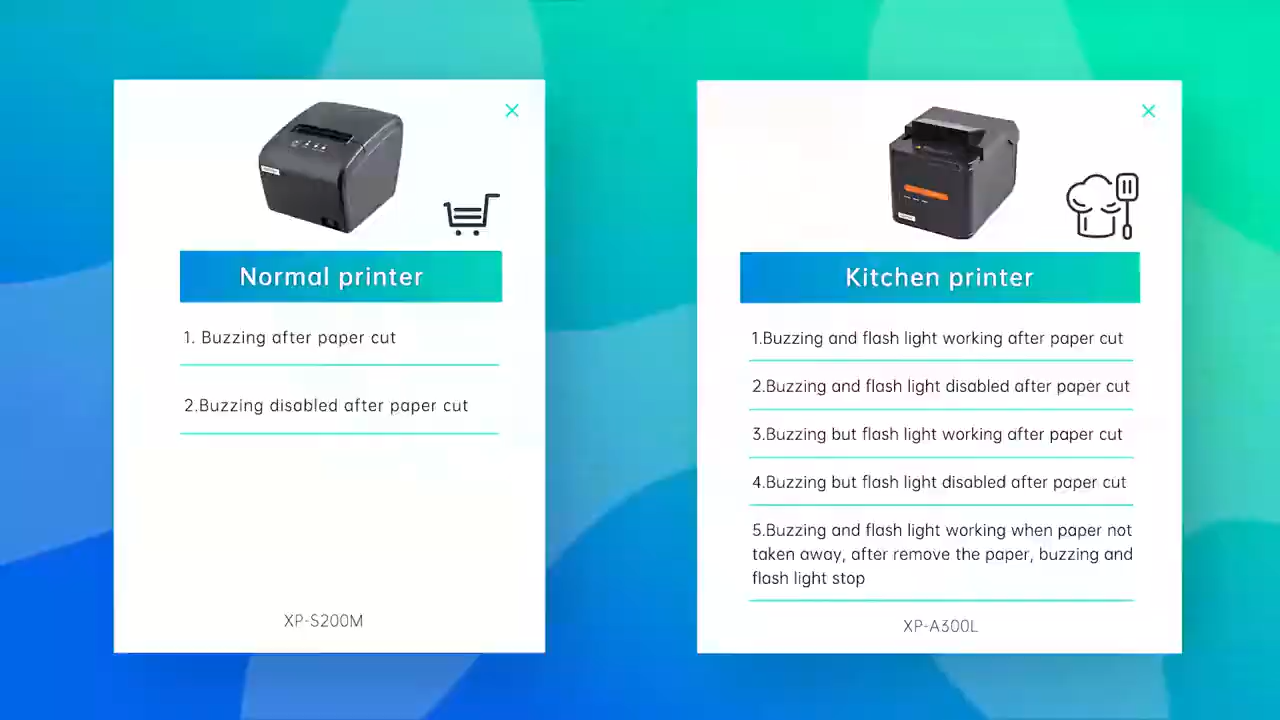 Normal printer
1. Buzzing after paper cut
2.Buzzing disabled after paper cut
XP-S200M
Kitchen printer
1.Buzzing and flash light working after paper cut
2.Buzzing and flash light disabled after paper cut
3.Buzzing but flash light working after paper cut
4.Buzzing but flash light disabled after paper cut
5.Buzzing and flash light working when paper not
taken away, after remove the paper, buzzing and
flash light stop
XP-A300L